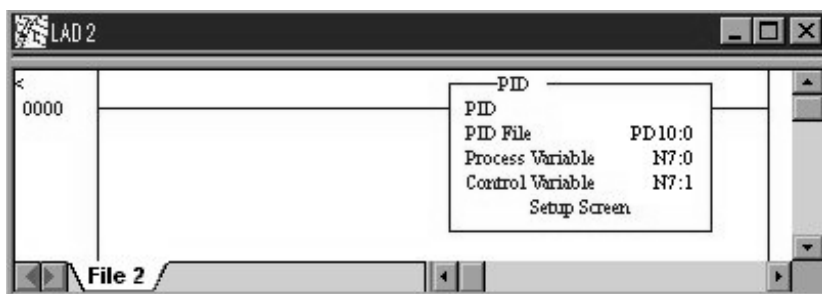 LAD 2
<
0000
PID
PID
PID File PD10:0
Process Variable N7:0
Control Variable N7:1
Setup Screen
File 2